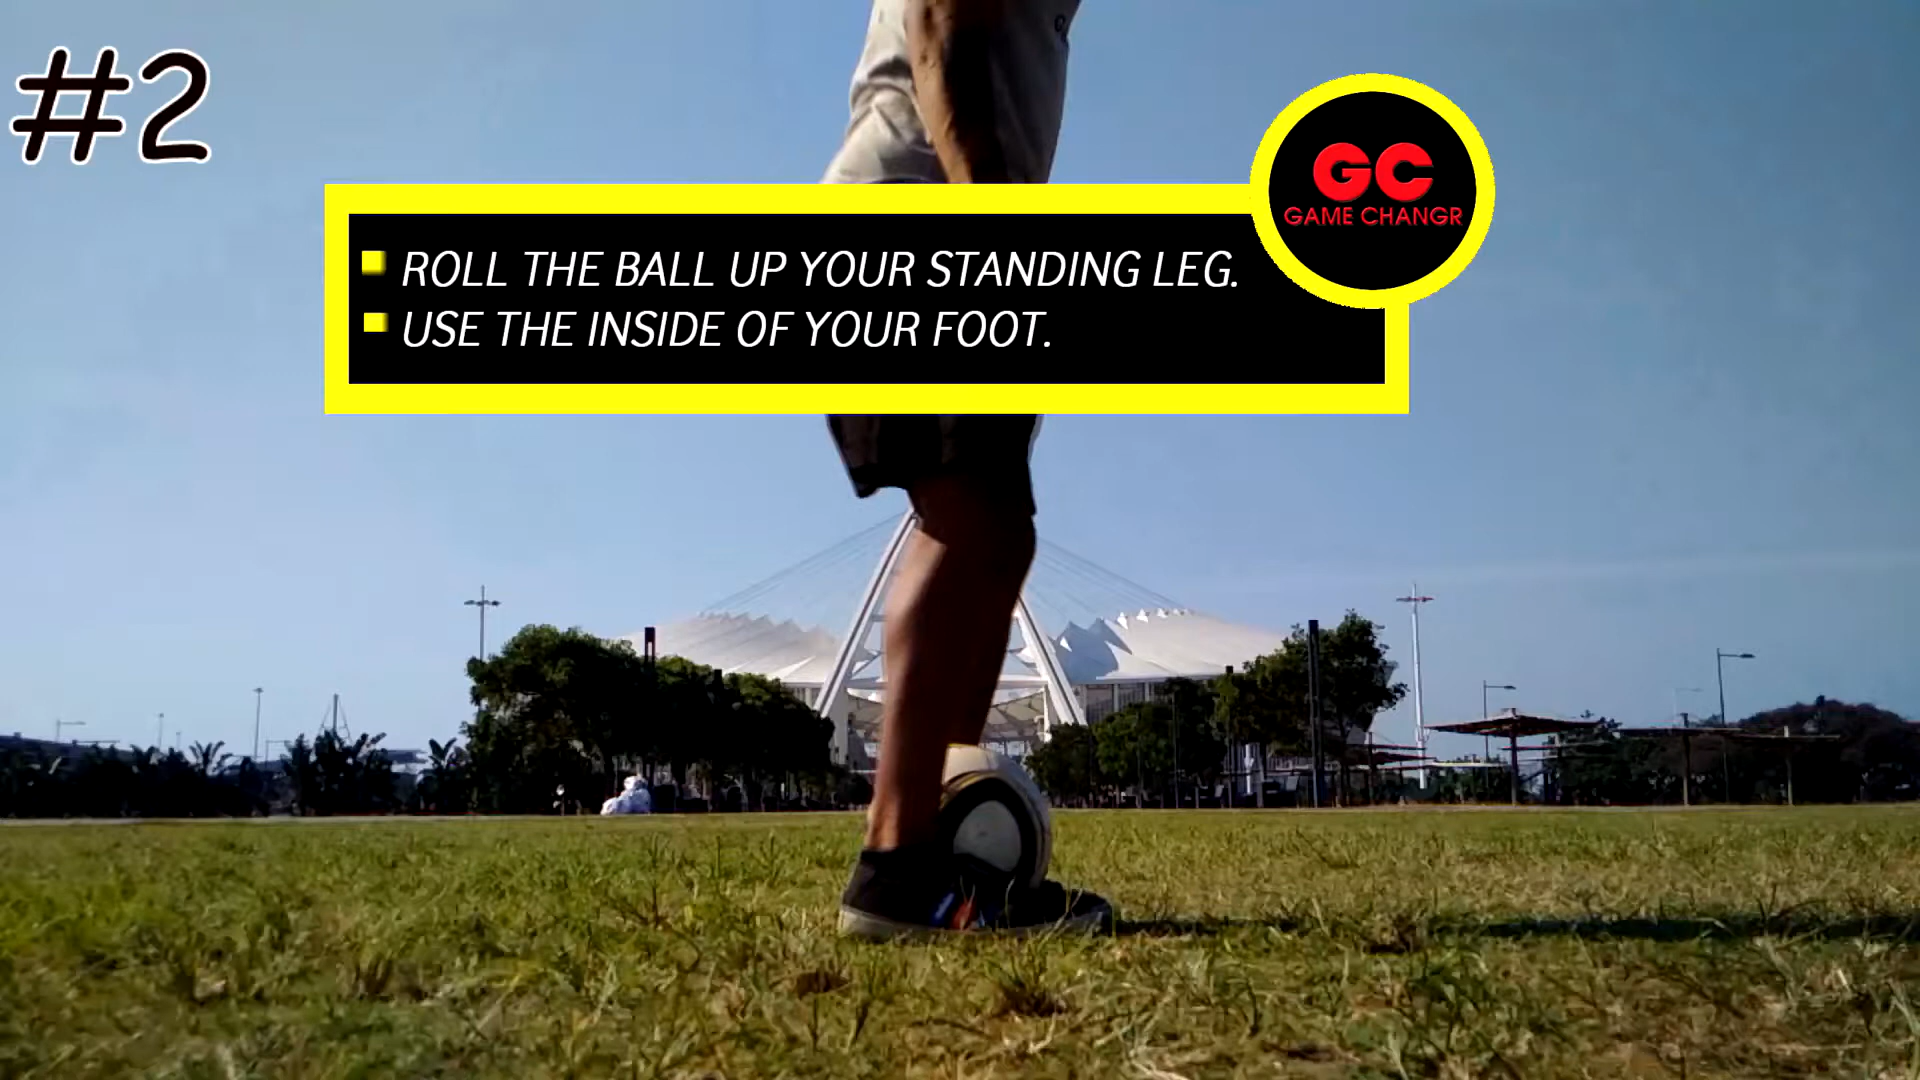 #2
GC
GAME CHANGR
ROLL THE BALL UP YOUR STANDING LEG.
USE THE INSIDE OF YOUR FOOT.